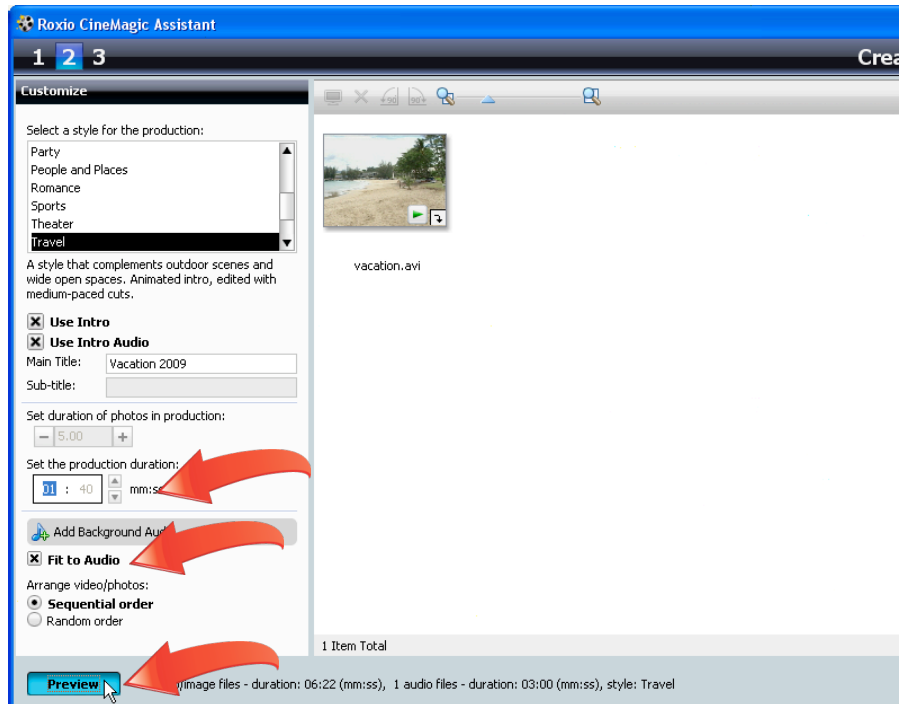 Roxio CineMagic Assistant
1 2 3
Customize
Select a style for the production:
Party
People and Places
Romance
Sports
Theater
Travel
A style that complements outdoor scenes and
wide open spaces. Animated intro, edited with
medium-paced cuts.
Use Intro
Use Intro Audio
Main Title: Vacation 2009
Sub-title:
Set duration of photos in production:
5.00
Set the production duration:
01 : 40 mm:ss
Add Background
Fit to Audio
Arrange video/photos:
Sequential order
Random order
vacation.avi
1 Item Total
Preview
image files - duration: 06:22 (mm:ss), 1 audio files - duration: 03:00 (mm:ss), style: Travel